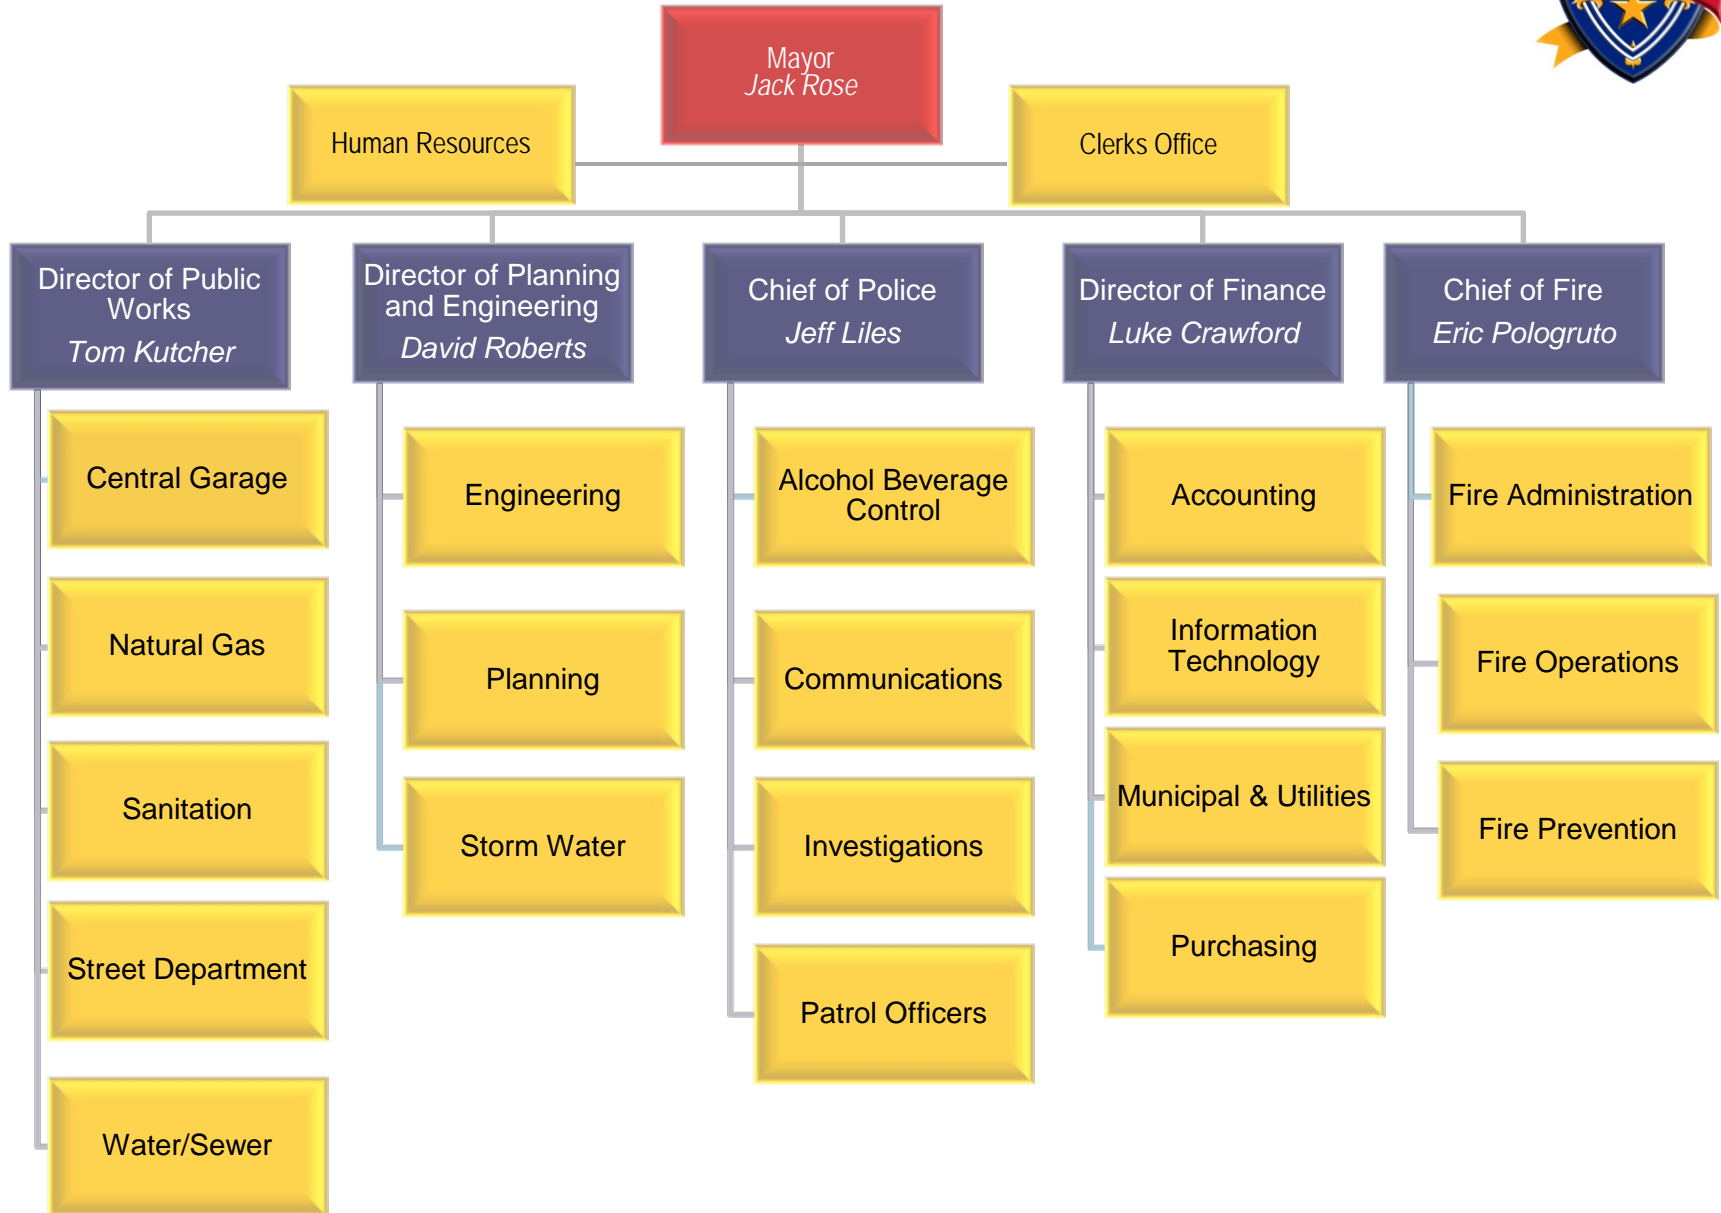 Mayor
Jack Rose
Human Resources
Clerks Office
Director of Public
Works
Tom Kutcher
Director of Planning
and Engineering
David Roberts
Chief of Police
Jeff Liles
Director of Finance
Luke Crawford
Chief of Fire
Eric Pologruto
Central Garage
Natural Gas
Sanitation
Street Department
Water/Sewer
Engineering
Planning
Storm Water
Alcohol Beverage
Control
Communications
Investigations
Patrol Officers
Accounting
Information
Technology
Municipal & Utilities
Purchasing
Fire Administration
Fire Operations
Fire Prevention